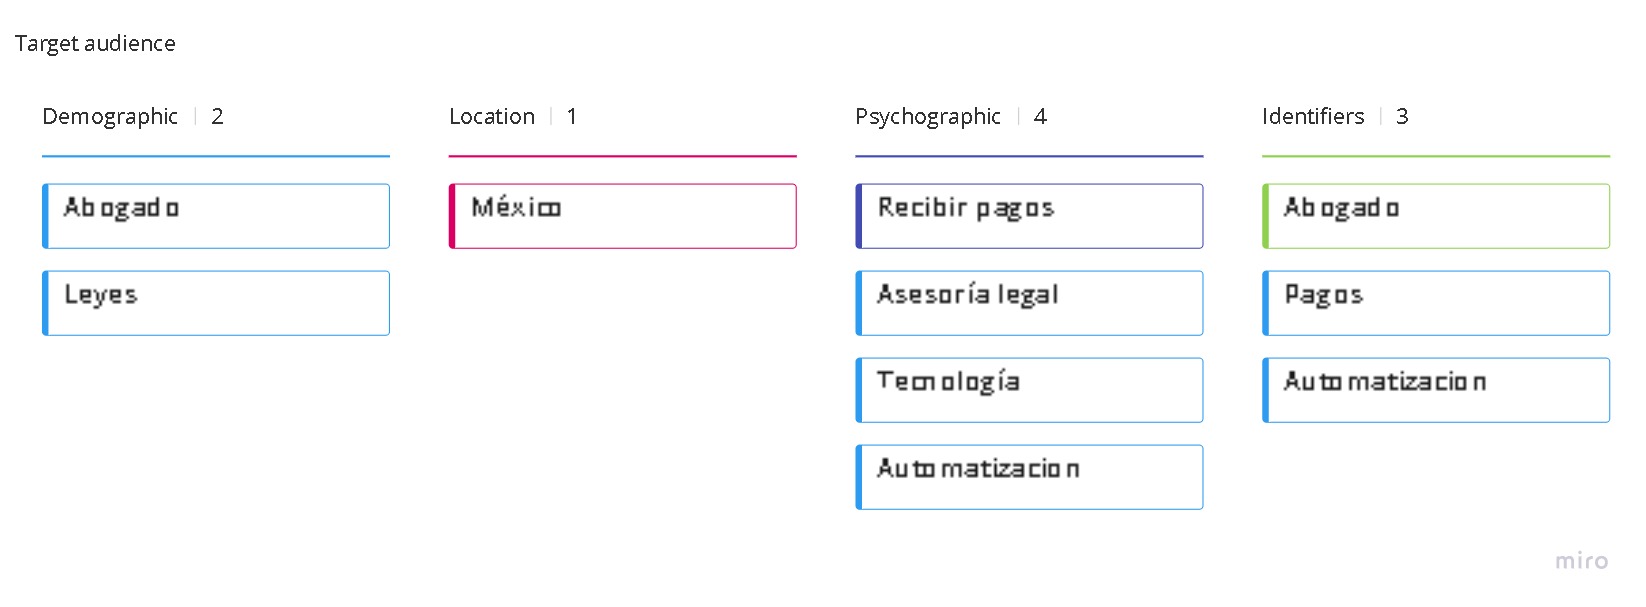 Target audience
Demographic | 2
Abogado
Leyes
Location | 1
México
Psychographic | 4
Recibir pagos
Asesoría legal
Tecnología
Automatizacion
Identifiers | 3
Abogado
Pagos
Automatizacion
miro